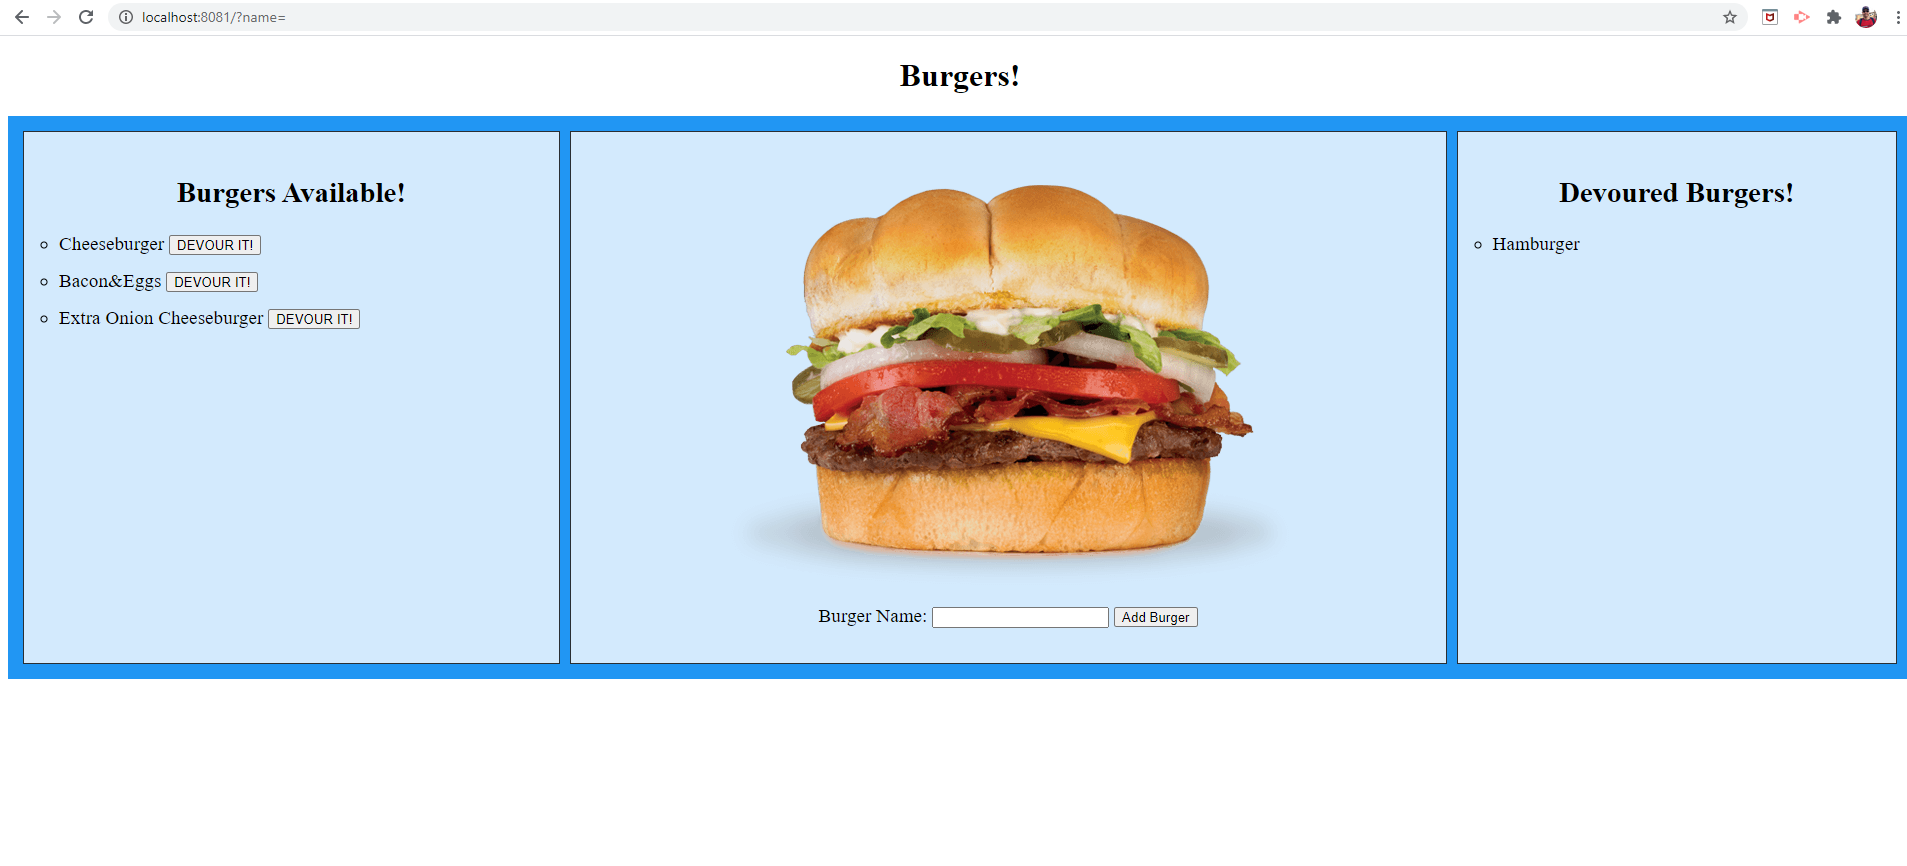 localhost:8081/?name=
Burgers!
Burgers Available!
Cheeseburger DEVOUR IT!
Bacon&Eggs DEVOUR IT!
Extra Onion Cheeseburger DEVOUR IT!
Burger Name: Add Burger
Devoured Burgers!
Hamburger